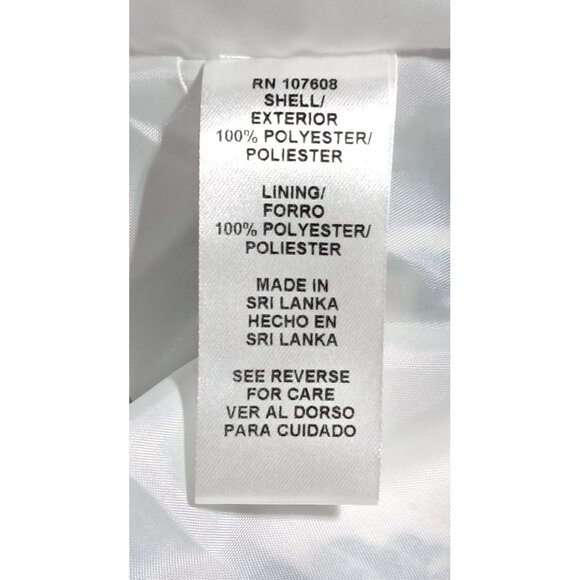 RN 107608
SHELL/
EXTERIOR
100% POLYESTER/
POLIESTER
LINING/
FORRO
100% POLYESTER/
POLIESTER
MADE IN
SRI LANKA
HECHO EN
SRI LANKA
SEE REVERSE
FOR CARE
VER AL DORSO
PARA CUIDADO